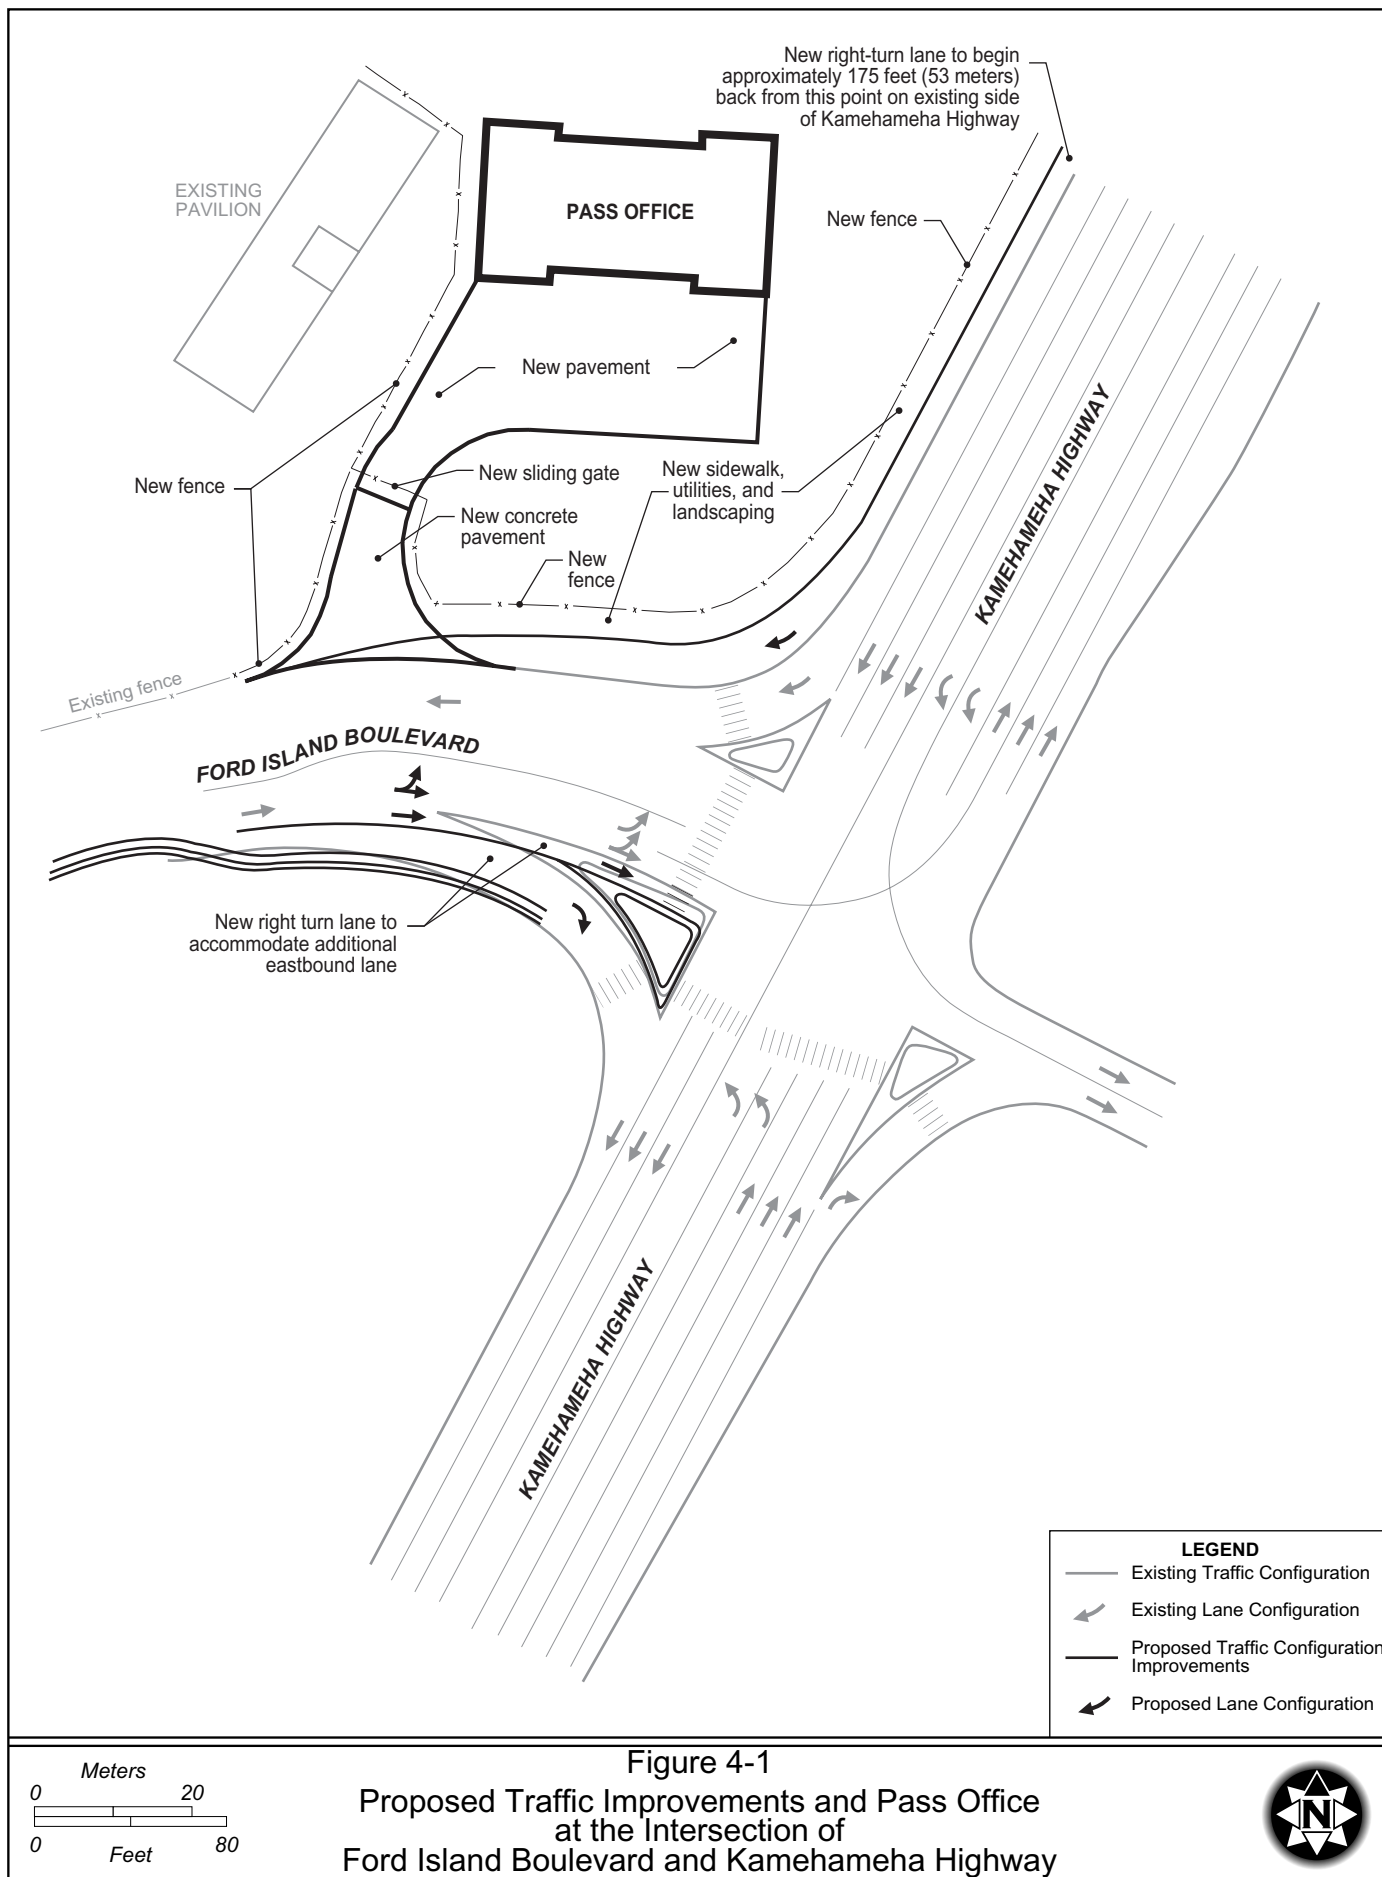 New right-turn lane to begin
approximately 175 feet (53 meters)
back from this point on existing side
of Kamehameha Highway
EXISTING
PAVILION
PASS OFFICE
New fence
New pavement
KAMEHAMEHA HIGHWAY
New fence
New sliding gate
New sidewalk,
utilities, and
landscaping
New concrete
pavement
New
fence
Existing fence
FORD ISLAND BOULEVARD
New right turn lane to
accommodate additional
eastbound lane
KAMEHAMEHA HIGHWAY
LEGEND
Existing Traffic Configuration
Existing Lane Configuration
Proposed Traffic Configuration
Improvements
Proposed Lane Configuration
Meters
0 20
0 80
Feet
Figure 4-1
Proposed Traffic Improvements and Pass Office
at the Intersection of
Ford Island Boulevard and Kamehameha Highway
N